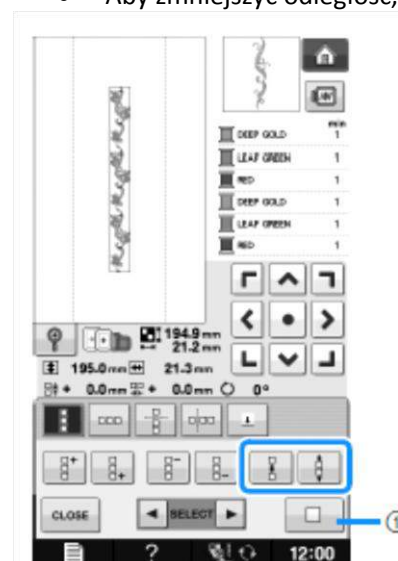 Aby zmniejszyć odległość,
min
DEEP GOLD 1
LEAF GREEN 1
RED 1
DEEP GOLD 1
LEAF GREEN 1
RED 1
194.9 mm
21.2 mm
195.0 mm 21.3 mm
+ 0.0 mm + 0.0 mm 0°
CLOSE SELECT
①
? 12:00